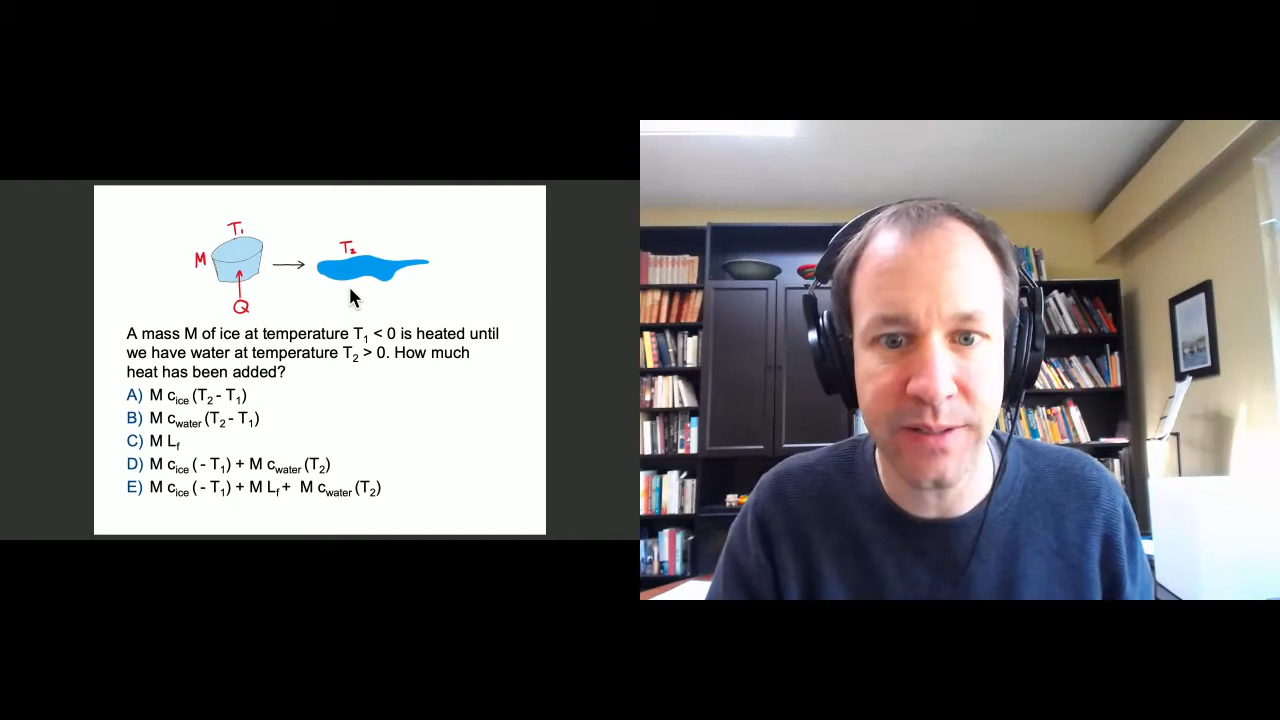 T₁
T₂
M
Q
A mass M of ice at temperature T₁ < 0 is heated until
we have water at temperature T₂ > 0. How much
heat has been added?
A) M c_ice (T₂ - T₁)
B) M c_water (T₂ - T₁)
C) M L_f
D) M c_ice ( - T₁) + M c_water (T₂)
E) M c_ice ( - T₁) + M L_f + M c_water (T₂)